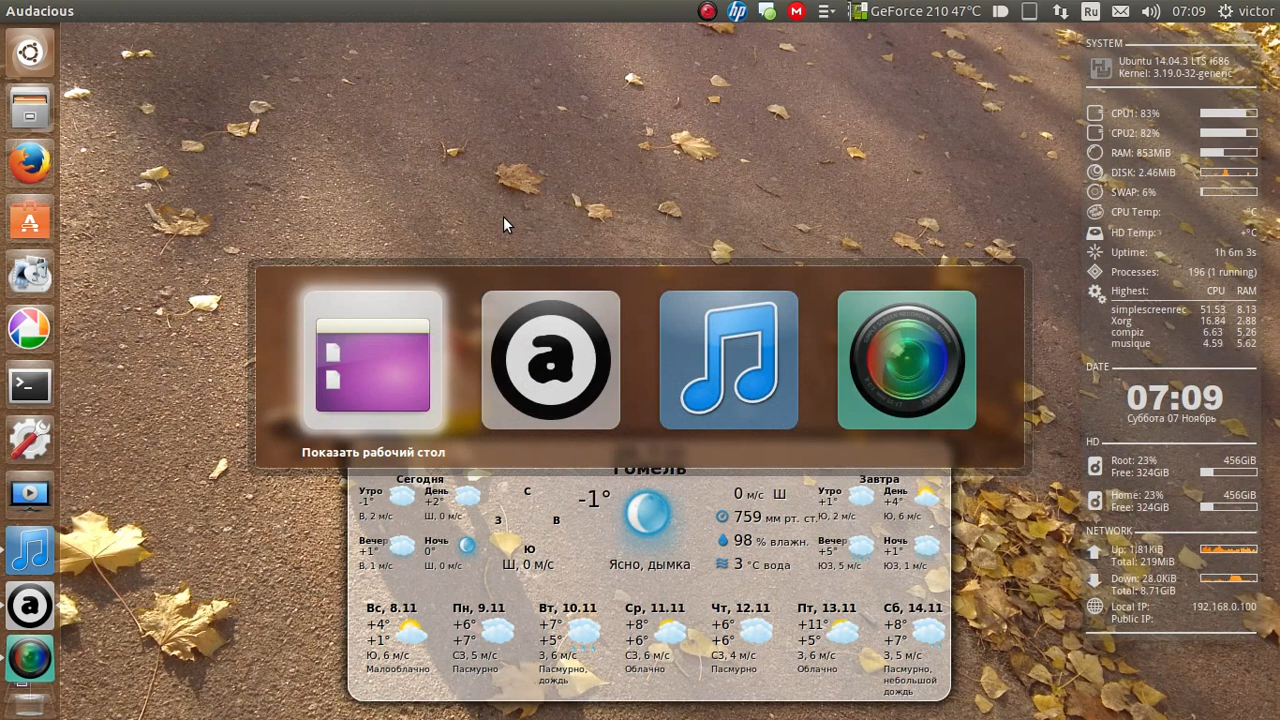 Audacious
GeForce 210 47°C
Ru
07:09
victor
SYSTEM
Ubuntu 14.04.3 LTS i686
Kernel: 3.19.0-32-generic
CPU1: 83%
CPU2: 82%
RAM: 853MiB
DISK: 2.46MiB
SWAP: 6%
CPU Temp: °C
HD Temp: +°C
Uptime: 1h 6m 3s
Processes: 196 (1 running)
Highest: CPU RAM
simplescreenrec 51.53 8.13
Xorg 16.84 2.88
compiz 6.63 5.26
musique 4.59 5.62
DATE
07:09
Суббота 07 Ноябрь
HD
Root: 23% 456GiB
Free: 324GiB
Home: 23% 456GiB
Free: 324GiB
NETWORK
Up: 1.81KiB
Total: 219MiB
Down: 28.0KiB
Total: 8.71GiB
Local IP: 192.168.0.100
Public IP:
a
Показать рабочий стол
Гомель
Сегодня
Утро День
-1° +2°
В, 2 м/с Ш, 0 м/с
Вечер Ночь
+1° 0°
В, 1 м/с Ш, 0 м/с
С
З В
Ю
Ш, 0 м/с
-1°
Ясно, дымка
0 м/с Ш
759 мм рт. ст.
98 % влажн.
3 °С вода
Завтра
Утро День
+1° +4°
Ю, 2 м/с Ю, 6 м/с
Вечер Ночь
+5° +1°
ЮЗ, 5 м/с ЮЗ, 1 м/с
Вс, 8.11 Пн, 9.11 Вт, 10.11 Ср, 11.11 Чт, 12.11 Пт, 13.11 Сб, 14.11
+4° +6° +7° +8° +6° +11° +8°
+1° +7° +5° +6° +6° +5° +7°
Ю, 6 м/с СЗ, 5 м/с З, 6 м/с СЗ, 6 м/с СЗ, 4 м/с З, 6 м/с З, 5 м/с
Малооблачно Пасмурно Пасмурно, Облачно Пасмурно Облачно Пасмурно,
дождь небольшой
дождь
hp
M
A
a